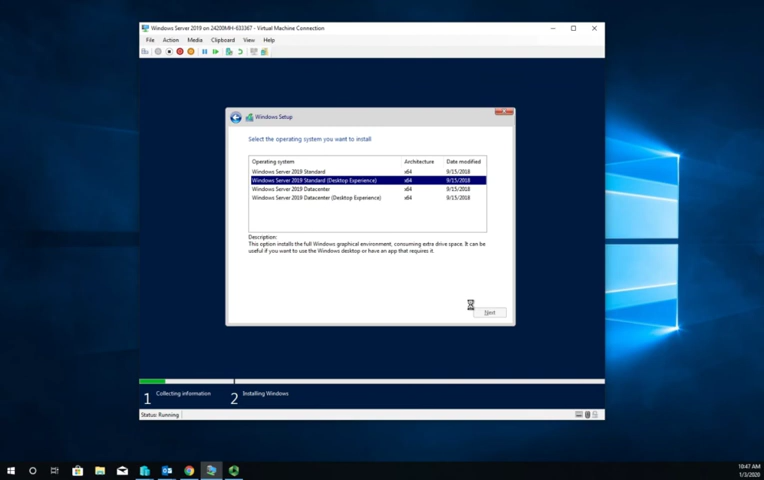 Windows Server 2019 on 24200MH-633367 - Virtual Machine Connection
File Action Media Clipboard View Help
Windows Setup
Select the operating system you want to install
Operating system Architecture Date modified
Windows Server 2019 Standard x64 9/15/2018
Windows Server 2019 Standard (Desktop Experience) x64 9/15/2018
Windows Server 2019 Datacenter x64 9/15/2018
Windows Server 2019 Datacenter (Desktop Experience) x64 9/15/2018
Description:
This option installs the full Windows graphical environment, consuming extra drive space. It can be
useful if you want to use the Windows desktop or have an app that requires it.
Next
1 Collecting information 2 Installing Windows
Status: Running
10:47 AM
1/3/2020